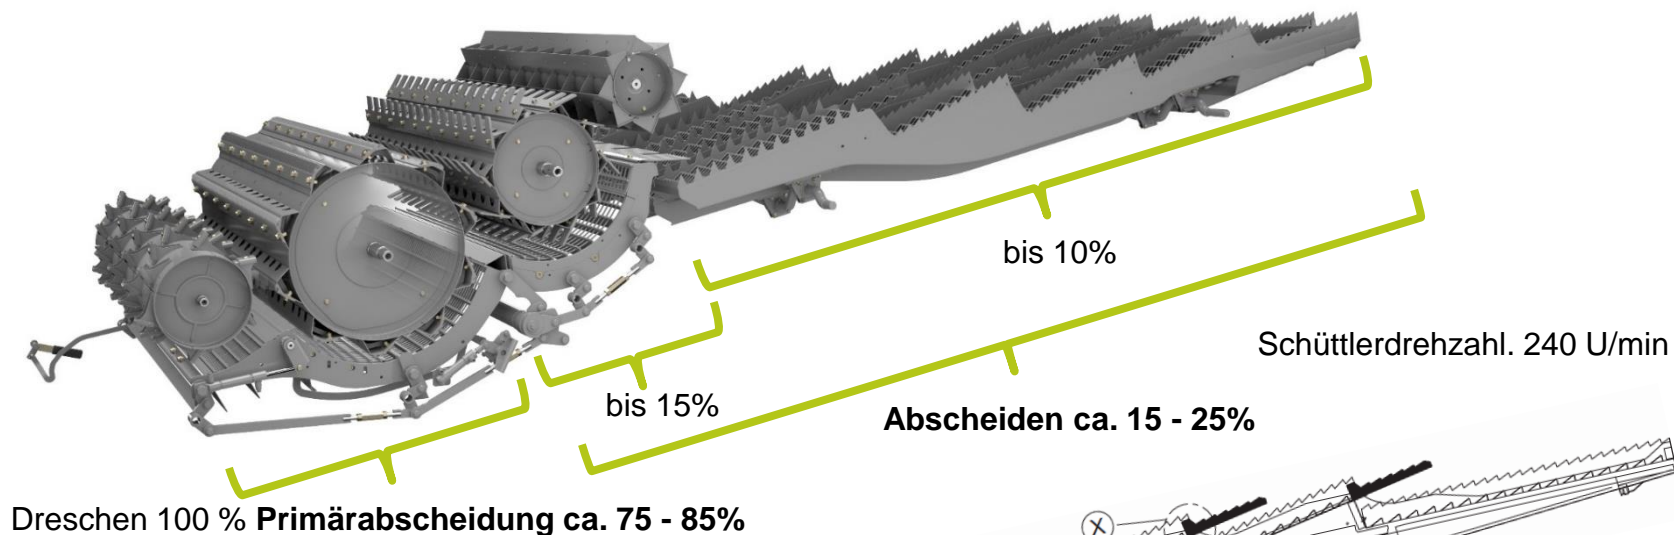 bis 10%
Schüttlerdrehzahl. 240 U/min
bis 15%
Abscheiden ca. 15 - 25%
X
Dreschen 100 % Primärabscheidung ca. 75 - 85%